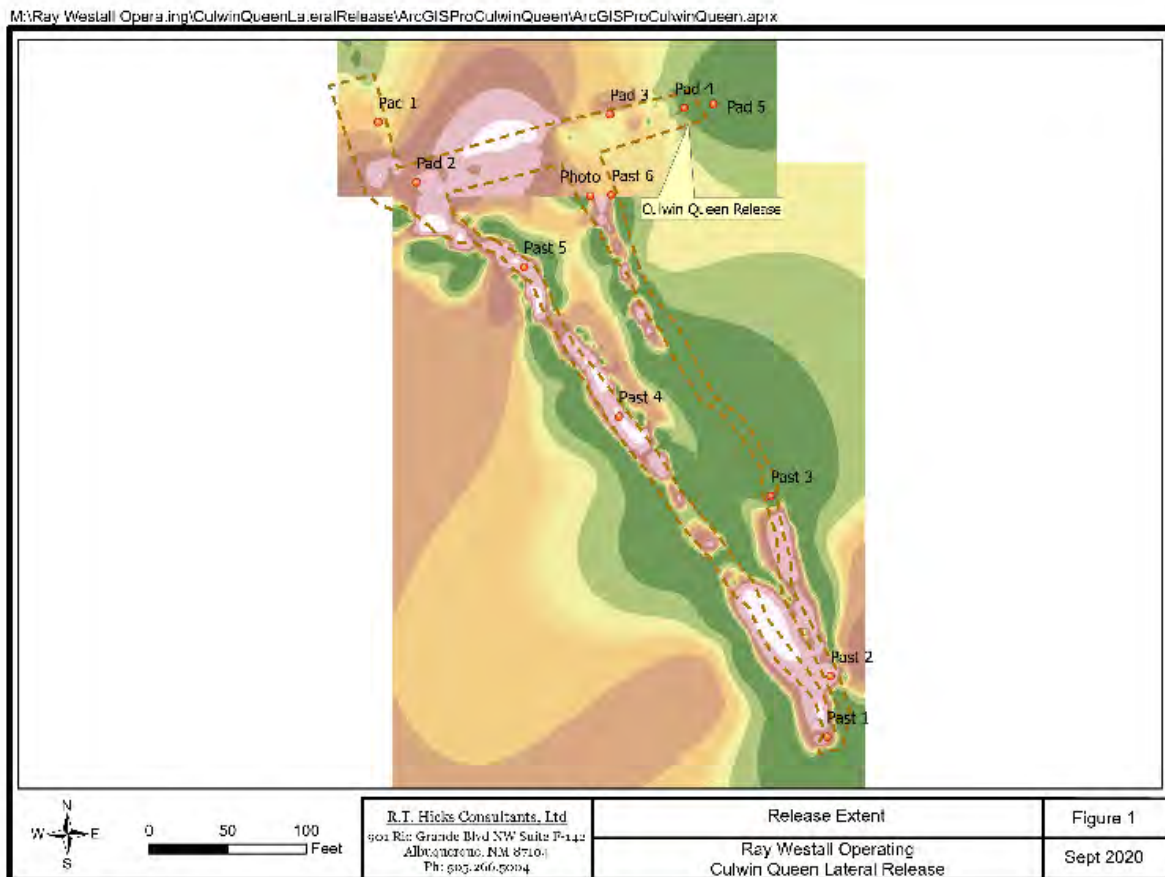 M:\Ray Westall Operating\CulwinQueenLateralRelease\ArcGISProCulwinQueen\ArcGISProCulwinQueen.aprx
Pad 1
Pad 2
Pad 3
Pad 4
Pad 5
Photo
Past 6
Culwin Queen Release
Past 5
Past 4
Past 3
Past 2
Past 1
N
W
E
S
0
50
100
Feet
R.T. Hicks Consultants, Ltd
901 Rio Grande Blvd NW Suite F-142
Albuquerque, NM 87104
Ph: 505.266.5004
Release Extent
Ray Westall Operating
Culwin Queen Lateral Release
Figure 1
Sept 2020